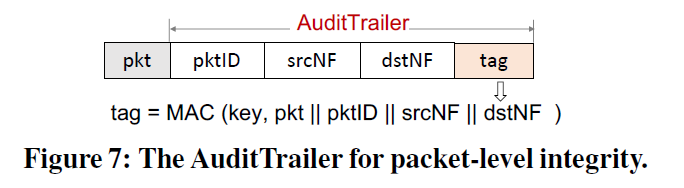 AuditTrailer
pkt pktID srcNF dstNF tag
tag = MAC (key, pkt || pktID || srcNF || dstNF )
Figure 7: The AuditTrailer for packet-level integrity.